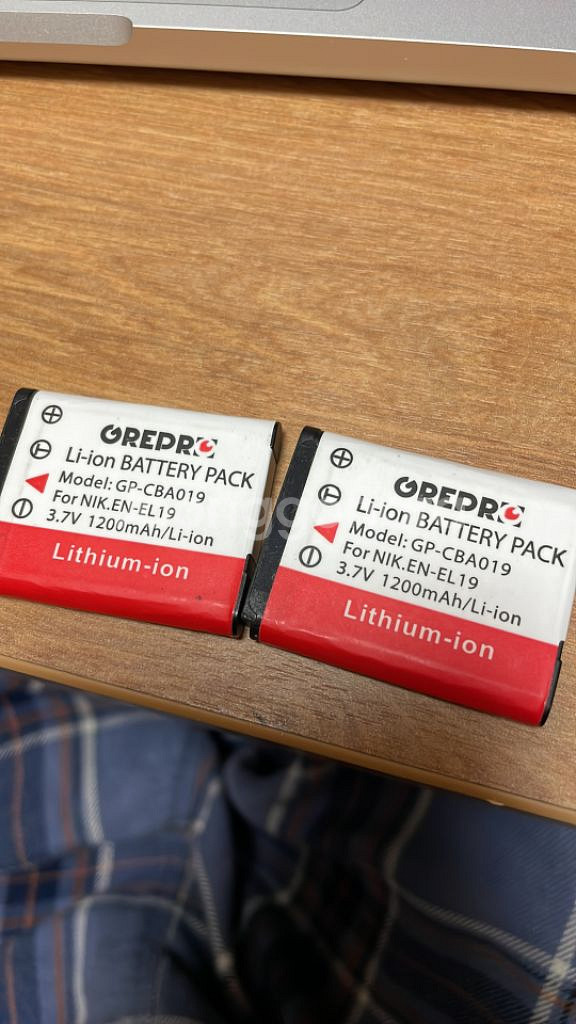 GREPRO
Li-ion BATTERY PACK
Model: GP-CBA019
For NIK.EN-EL19
3.7V 1200mAh/Li-ion
Lithium-ion
GREPRO
Li-ion BATTERY PACK
Model: GP-CBA019
For NIK.EN-EL19
3.7V 1200mAh/Li-ion
Lithium-ion